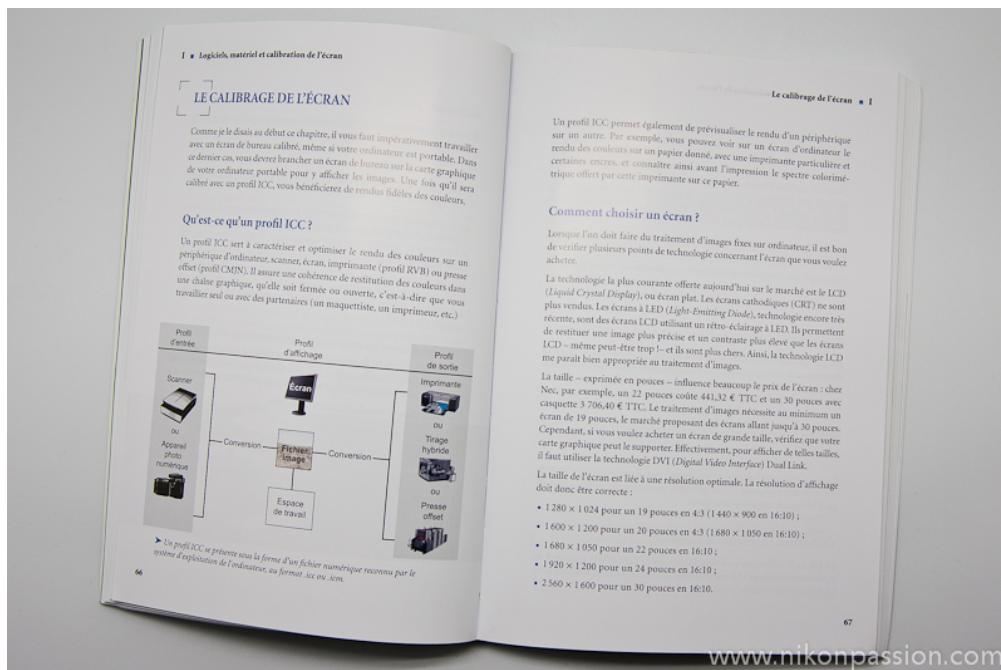 I ■ Logiciels, matériel et calibration de l'écran
LE CALIBRAGE DE L'ÉCRAN
Comme je le disais au début ce chapitre, il vous faut impérativement travailler
avec un écran de bureau calibré, même si votre ordinateur est portable. Dans
ce dernier cas, vous devrez brancher un écran de bureau sur la carte graphique
de votre ordinateur portable pour y afficher les images. Une fois qu'il sera
calibré avec un profil ICC, vous bénéficierez de rendus fidèles des couleurs.
Qu'est-ce qu'un profil ICC ?
Un profil ICC sert à caractériser et optimiser le rendu des couleurs sur un
périphérique d'ordinateur, scanner, écran, imprimante (profil RVB) ou presse
offset (profil CMJN). Il assure une cohérence de restitution des couleurs dans
une chaîne graphique, qu'elle soit fermée ou ouverte, c'est-à-dire que vous
travaillier seul ou avec des partenaires (un maquettiste, un imprimeur, etc.)
Profil
d'entrée
Profil
d'affichage
Profil
de sortie
Scanner
ou
Appareil
photo
numérique
Écran
Conversion
Fichier
image
Conversion
Espace
de travail
Imprimante
ou
Tirage
hybride
ou
Presse
offset
➤ Un profil ICC se présente sous la forme d'un fichier numérique reconnu par le
système d'exploitation de l'ordinateur, au format .icc ou .icm.
66
Le calibrage de l'écran ■ I
Un profil ICC permet également de prévisualiser le rendu d'un périphérique
sur un autre. Par exemple, vous pouvez voir sur un écran d'ordinateur le
rendu des couleurs sur un papier donné, avec une imprimante particulière et
certaines encres, et connaître ainsi avant l'impression le spectre colorimé-
trique offert par cette imprimante sur ce papier.
Comment choisir un écran ?
Lorsque l'on doit faire du traitement d'images fixes sur ordinateur, il est bon
de vérifier plusieurs points de technologie concernant l'écran que vous voulez
acheter.
La technologie la plus courante offerte aujourd'hui sur le marché est le LCD
(Liquid Crystal Display), ou écran plat. Les écrans cathodiques (CRT) ne sont
plus vendus. Les écrans à LED (Light-Emitting Diode), technologie encore très
récente, sont des écrans LCD utilisant un rétro-éclairage à LED. Ils permettent
de restituer une image plus précise et un contraste plus élevé que les écrans
LCD – même peut-être trop !– et ils sont plus chers. Ainsi, la technologie LCD
me paraît bien appropriée au traitement d'images.
La taille – exprimée en pouces – influence beaucoup le prix de l'écran : chez
Nec, par exemple, un 22 pouces coûte 441,32 € TTC et un 30 pouces avec
casquette 3 706,40 € TTC. Le traitement d'images nécessite au minimum un
écran de 19 pouces, le marché proposant des écrans allant jusqu'à 30 pouces.
Cependant, si vous voulez acheter un écran de grande taille, vérifiez que votre
carte graphique peut le supporter. Effectivement, pour afficher de telles tailles,
il faut utiliser la technologie DVI (Digital Video Interface) Dual Link.
La taille de l'écran est liée à une résolution optimale. La résolution d'affichage
doit donc être correcte :
• 1 280 × 1 024 pour un 19 pouces en 4:3 (1 440 × 900 en 16:10) ;
• 1 600 × 1 200 pour un 20 pouces en 4:3 (1 680 × 1 050 en 16:10) ;
• 1 680 × 1 050 pour un 22 pouces en 16:10 ;
• 1 920 × 1 200 pour un 24 pouces en 16:10 ;
• 2 560 × 1 600 pour un 30 pouces en 16:10.
67
www.nikonpassion.com